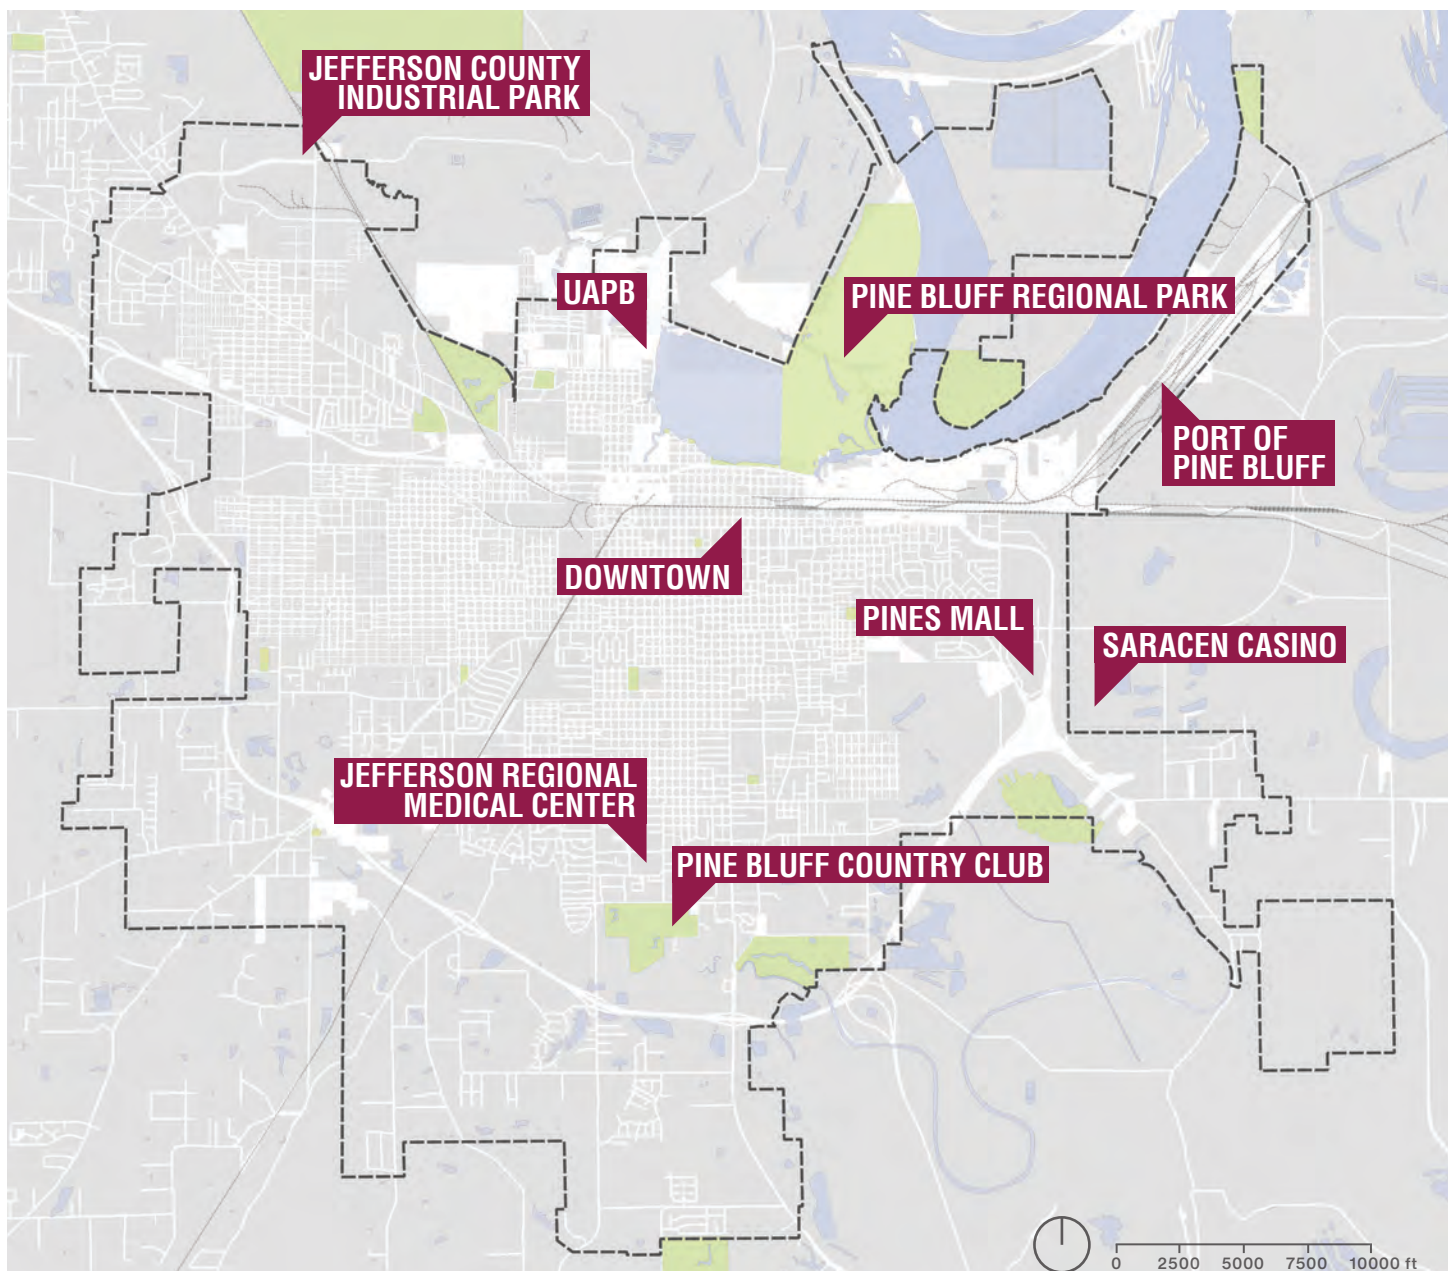 JEFFERSON COUNTY
INDUSTRIAL PARK
UAPB
PINE BLUFF REGIONAL PARK
PORT OF
PINE BLUFF
DOWNTOWN
PINES MALL
SARACEN CASINO
JEFFERSON REGIONAL
MEDICAL CENTER
PINE BLUFF COUNTRY CLUB
0 2500 5000 7500 10000 ft